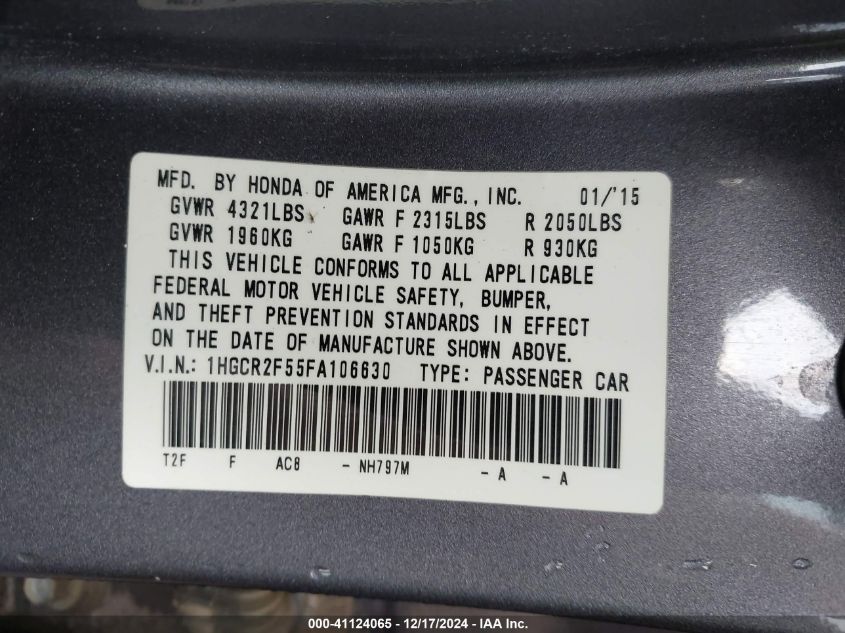 MFD. BY HONDA OF AMERICA MFG., INC. 01/'15
GVWR 4321LBS GAWR F 2315LBS R 2050LBS
GVWR 1960KG GAWR F 1050KG R 930KG
THIS VEHICLE CONFORMS TO ALL APPLICABLE
FEDERAL MOTOR VEHICLE SAFETY, BUMPER,
AND THEFT PREVENTION STANDARDS IN EFFECT
ON THE DATE OF MANUFACTURE SHOWN ABOVE.
V.I.N.: 1HGCR2F55FA106630 TYPE: PASSENGER CAR
T2F F AC8 - NH797M - A - A
000-41124065 - 12/17/2024 - IAA Inc.